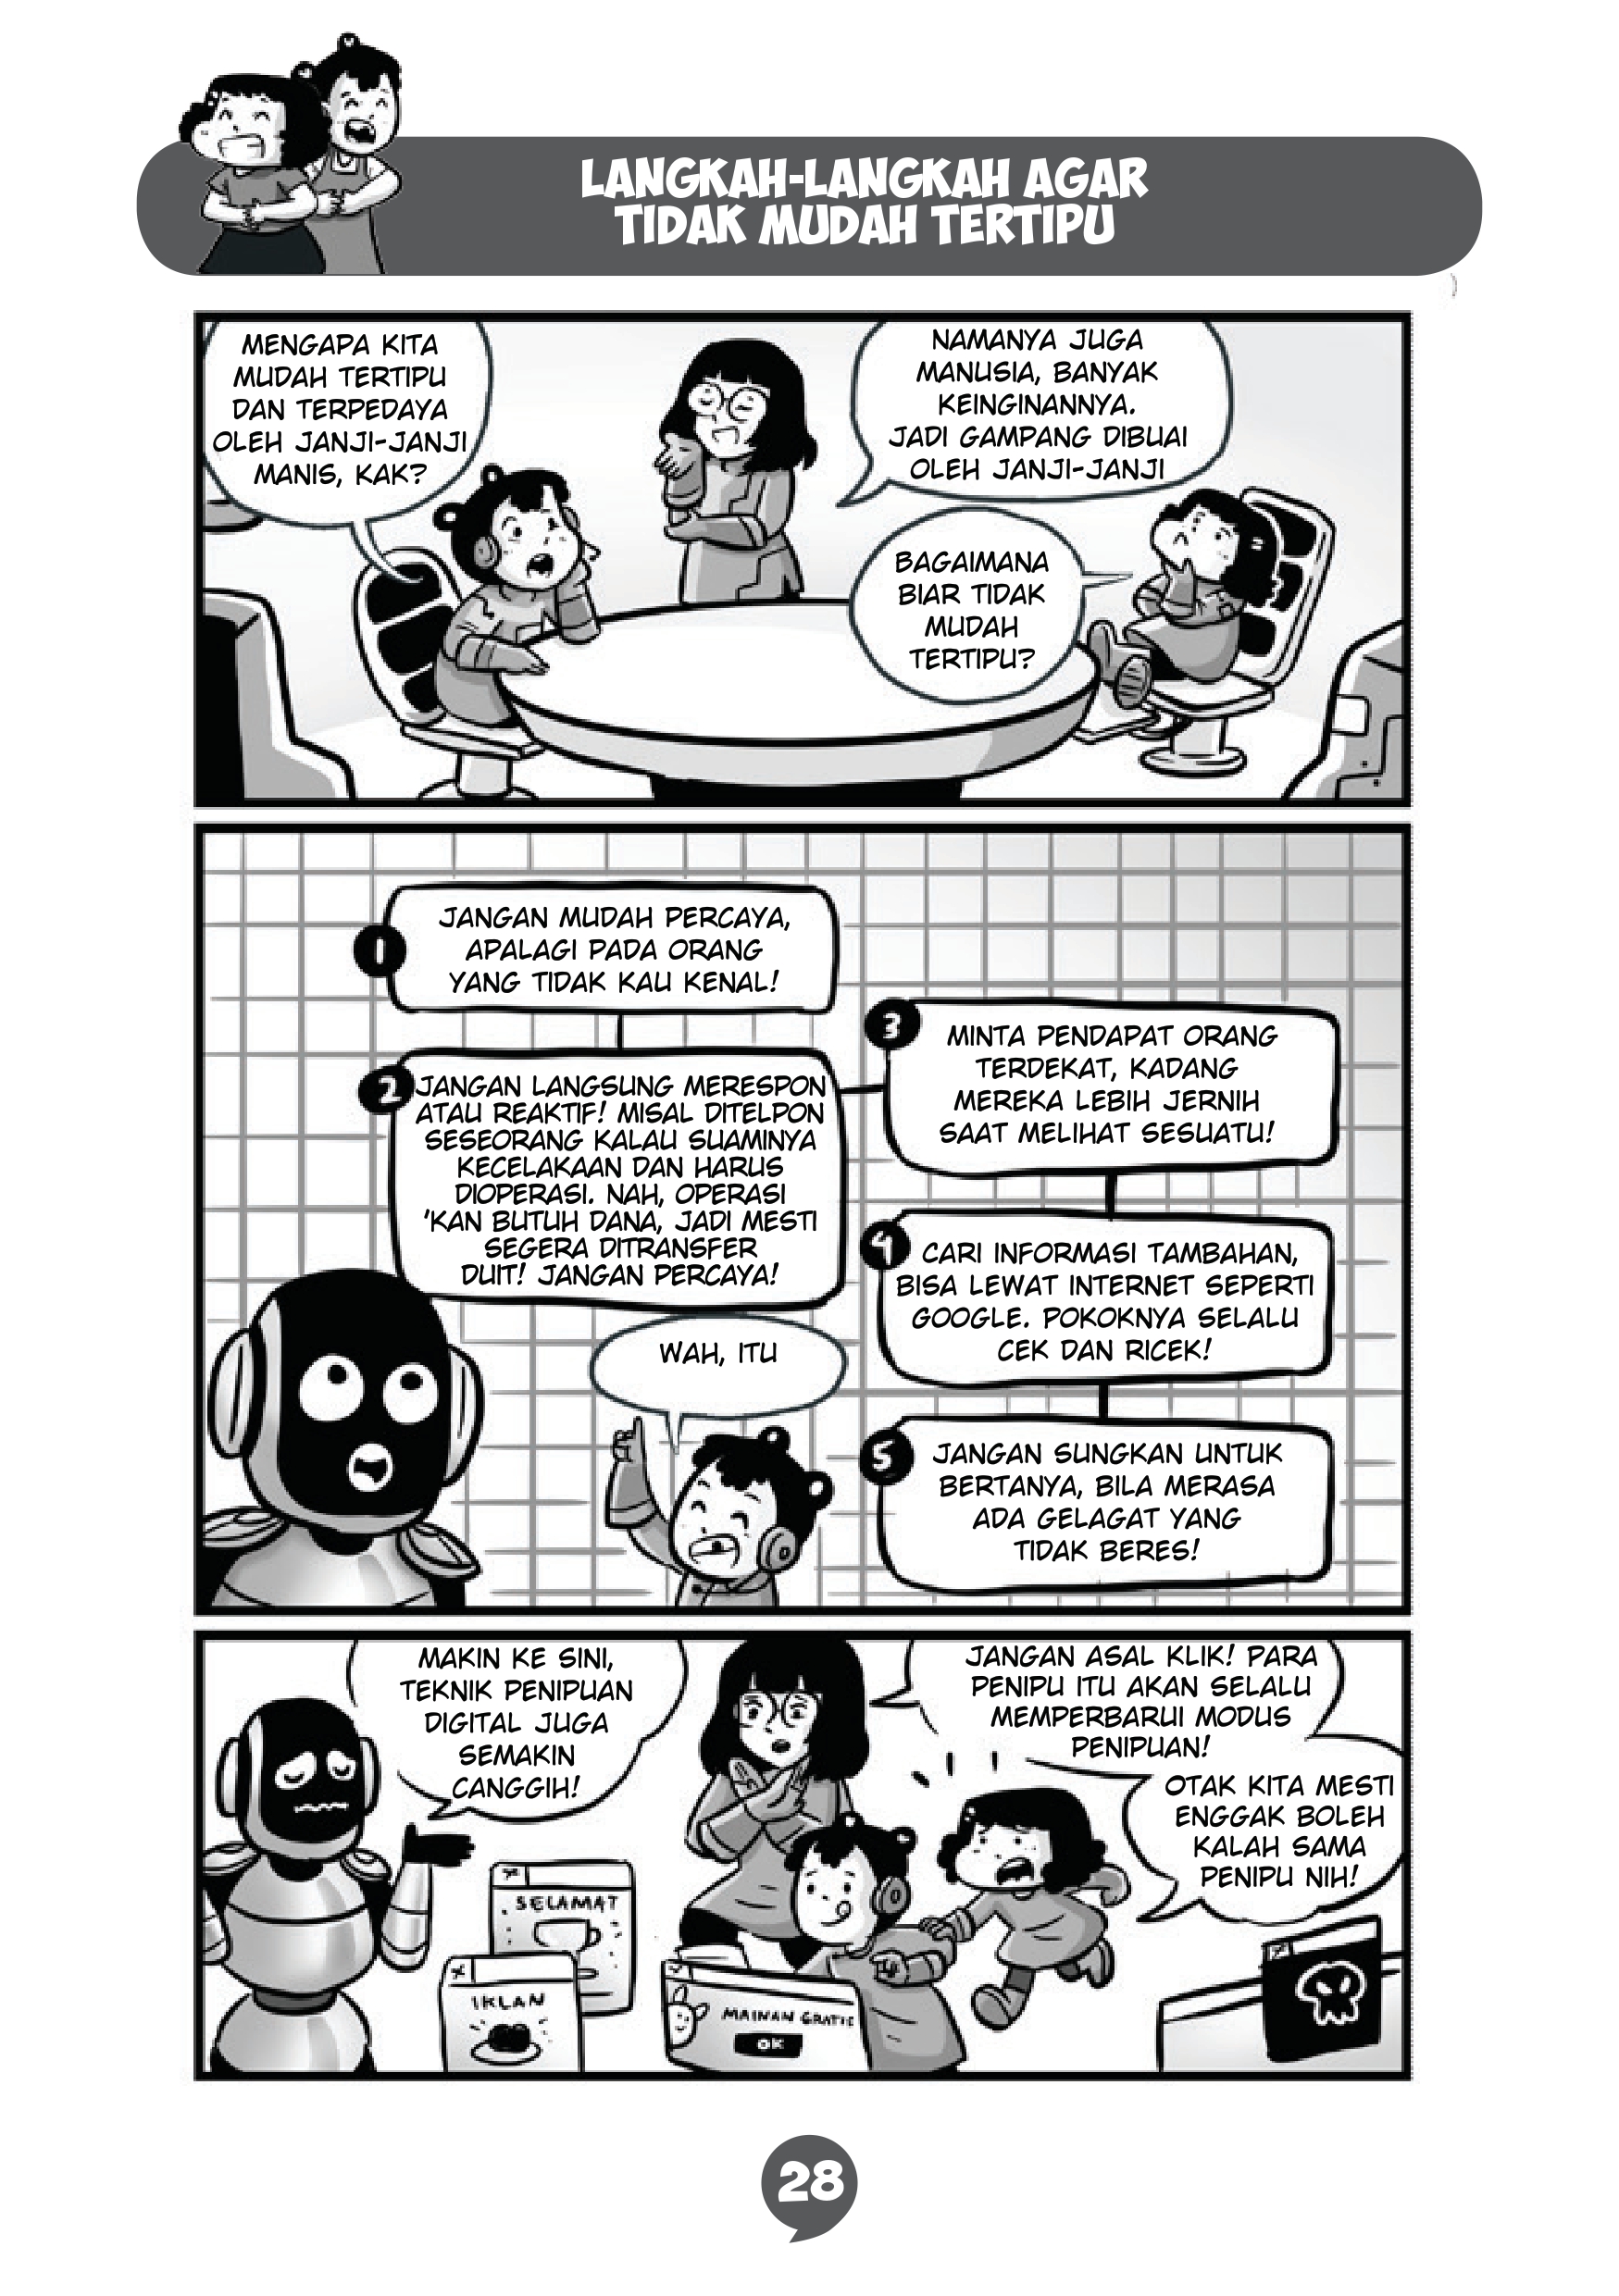 LANGKAH-LANGKAH AGAR
TIDAK MUDAH TERTIPU
MENGAPA KITA
MUDAH TERTIPU
DAN TERPEDAYA
OLEH JANJI-JANJI
MANIS, KAK?
NAMANYA JUGA
MANUSIA, BANYAK
KEINGINANNYA.
JADI GAMPANG DIBUAI
OLEH JANJI-JANJI
BAGAIMANA
BIAR TIDAK
MUDAH
TERTIPU?
1
JANGAN MUDAH PERCAYA,
APALAGI PADA ORANG
YANG TIDAK KAU KENAL!
2
JANGAN LANGSUNG MERESPON
ATAU REAKTIF! MISAL DITELPON
SESEORANG KALAU SUAMINYA
KECELAKAAN DAN HARUS
DIOPERASI. NAH, OPERASI
'KAN BUTUH DANA, JADI MESTI
SEGERA DITRANSFER
DUIT! JANGAN PERCAYA!
3
MINTA PENDAPAT ORANG
TERDEKAT, KADANG
MEREKA LEBIH JERNIH
SAAT MELIHAT SESUATU!
4
CARI INFORMASI TAMBAHAN,
BISA LEWAT INTERNET SEPERTI
GOOGLE. POKOKNYA SELALU
CEK DAN RICEK!
5
JANGAN SUNGKAN UNTUK
BERTANYA, BILA MERASA
ADA GELAGAT YANG
TIDAK BERES!
WAH, ITU
MAKIN KE SINI,
TEKNIK PENIPUAN
DIGITAL JUGA
SEMAKIN
CANGGIH!
JANGAN ASAL KLIK! PARA
PENIPU ITU AKAN SELALU
MEMPERBARUI MODUS
PENIPUAN!
OTAK KITA MESTI
ENGGAK BOLEH
KALAH SAMA
PENIPU NIH!
SELAMAT
IKLAN
MAINAN GRATIS
OK
28